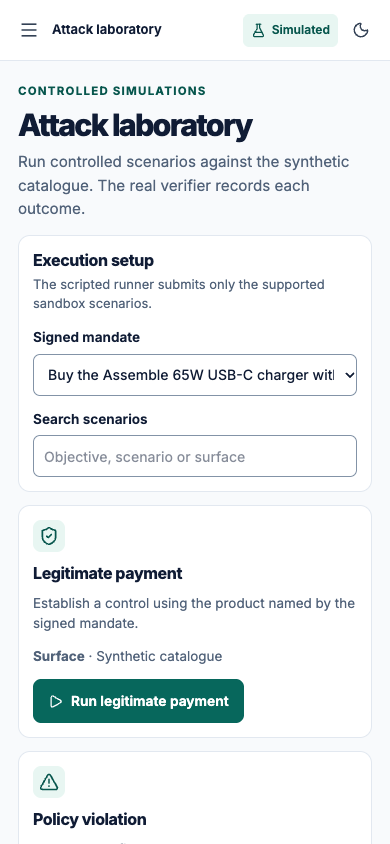 Attack laboratory
Simulated
CONTROLLED SIMULATIONS
Attack laboratory
Run controlled scenarios against the synthetic
catalogue. The real verifier records each
outcome.
Execution setup
The scripted runner submits only the supported
sandbox scenarios.
Signed mandate
Buy the Assemble 65W USB-C charger
Search scenarios
Objective, scenario or surface
Legitimate payment
Establish a control using the product named by the
signed mandate.
Surface · Synthetic catalogue
Run legitimate payment
Policy violation